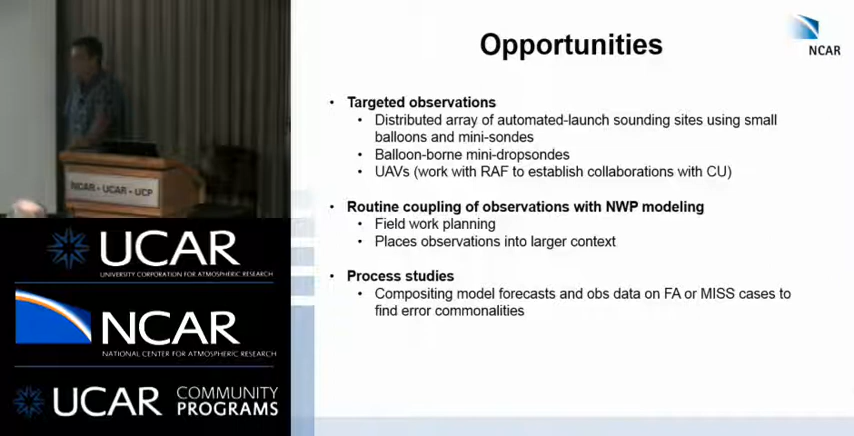 Opportunities
NCAR
• Targeted observations
• Distributed array of automated-launch sounding sites using small
balloons and mini-sondes
• Balloon-borne mini-dropsondes
• UAVs (work with RAF to establish collaborations with CU)
• Routine coupling of observations with NWP modeling
• Field work planning
• Places observations into larger context
• Process studies
• Compositing model forecasts and obs data on FA or MISS cases to
find error commonalities
NCAR • UCAR • UCP
UCAR
UNIVERSITY CORPORATION FOR ATMOSPHERIC RESEARCH
NCAR
NATIONAL CENTER FOR ATMOSPHERIC RESEARCH
UCAR COMMUNITY
PROGRAMS